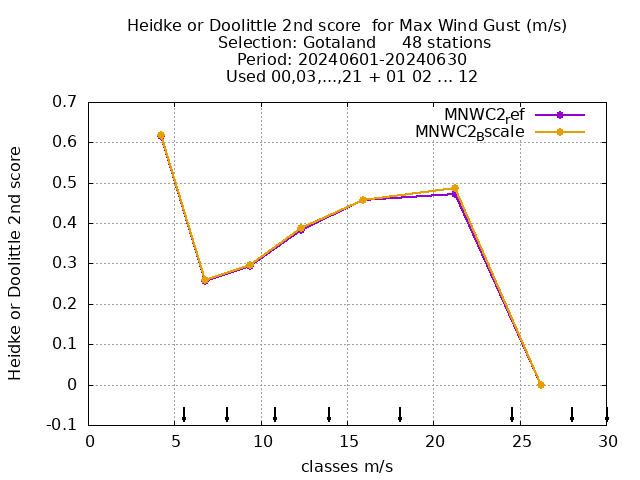 Heidke or Doolittle 2nd score  for Max Wind Gust (m/s)
Selection: Gotaland     48 stations
Period: 20240601-20240630
Used 00,03,...,21 + 01 02 ... 12
MNWC2_ref
MNWC2_Bscale
Heidke or Doolittle 2nd score
0.7
0.6
0.5
0.4
0.3
0.2
0.1
0
-0.1
0 5 10 15 20 25 30
classes m/s